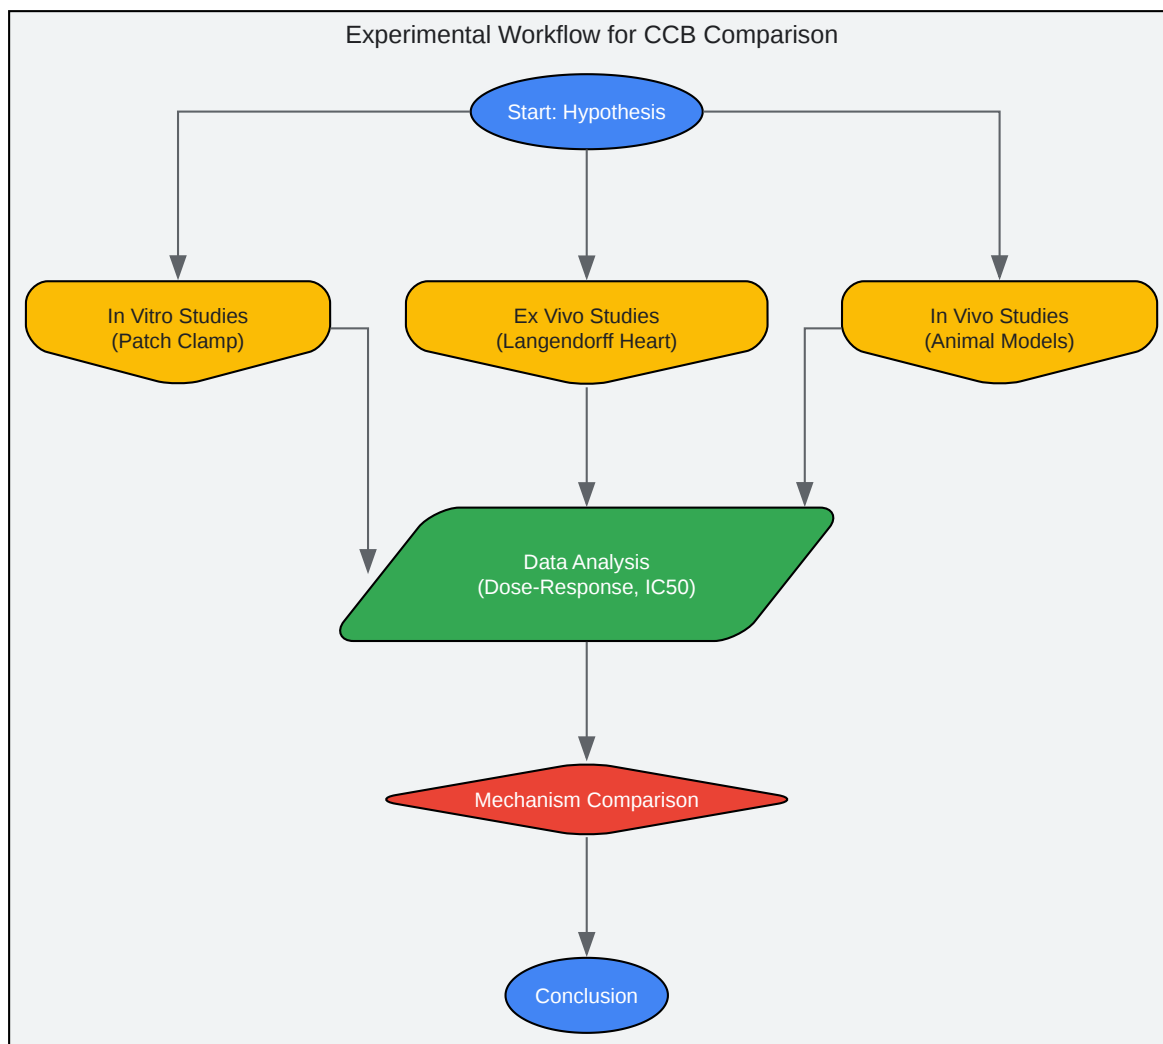 Experimental Workflow for CCB Comparison
Start: Hypothesis
In Vitro Studies
(Patch Clamp)
Ex Vivo Studies
(Langendorff Heart)
In Vivo Studies
(Animal Models)
Data Analysis
(Dose-Response, IC50)
Mechanism Comparison
Conclusion